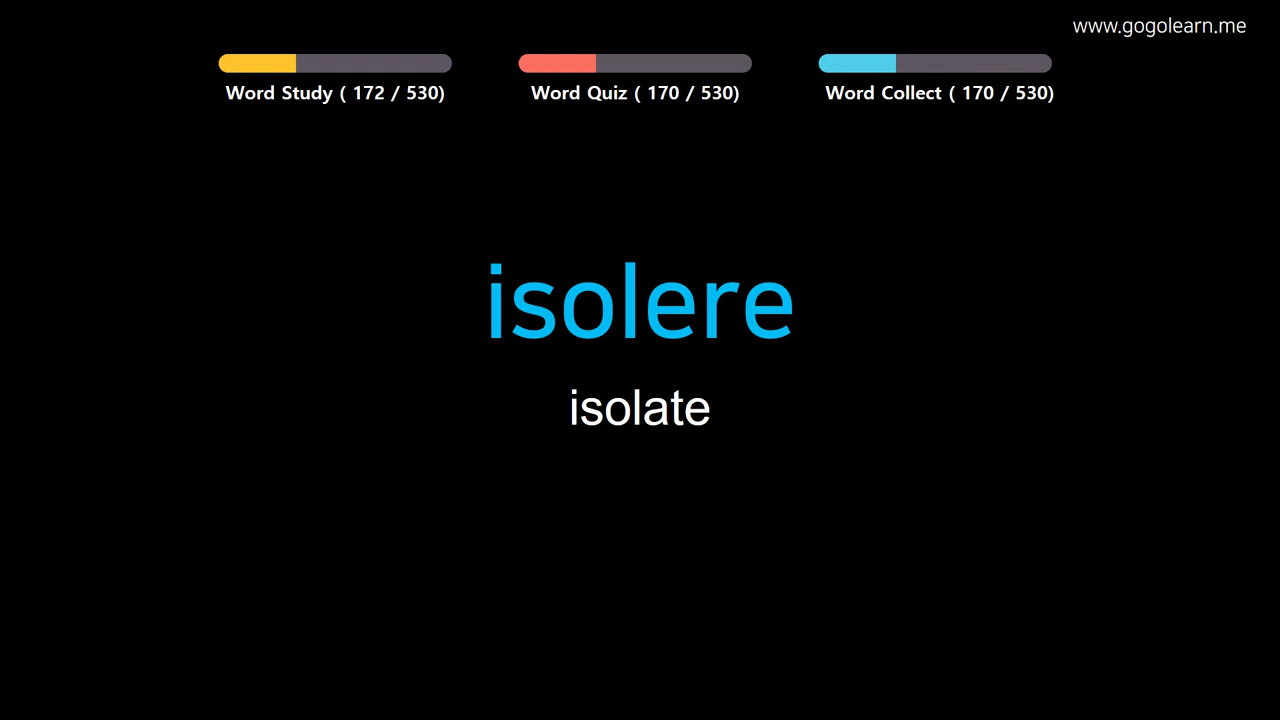 www.gogolearn.me
Word Study ( 172 / 530)
Word Quiz ( 170 / 530)
Word Collect ( 170 / 530)
isolere
isolate